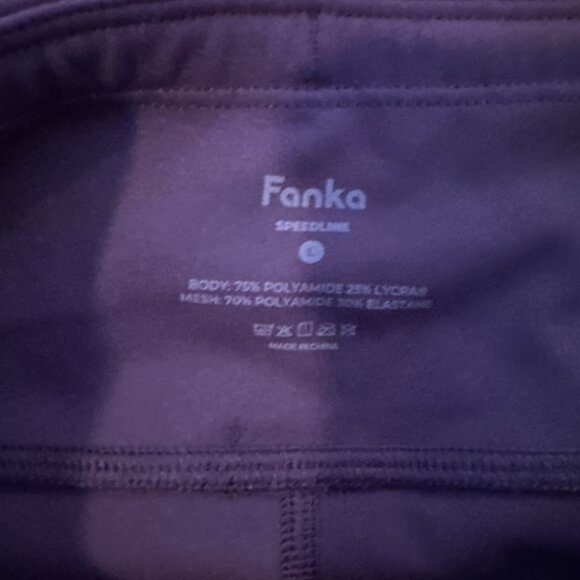 Fanka
SPEEDLINE
L
BODY: 75% POLYAMIDE 25% LYCRA®
MESH: 70% POLYAMIDE 30% ELASTANE
MADE IN CHINA